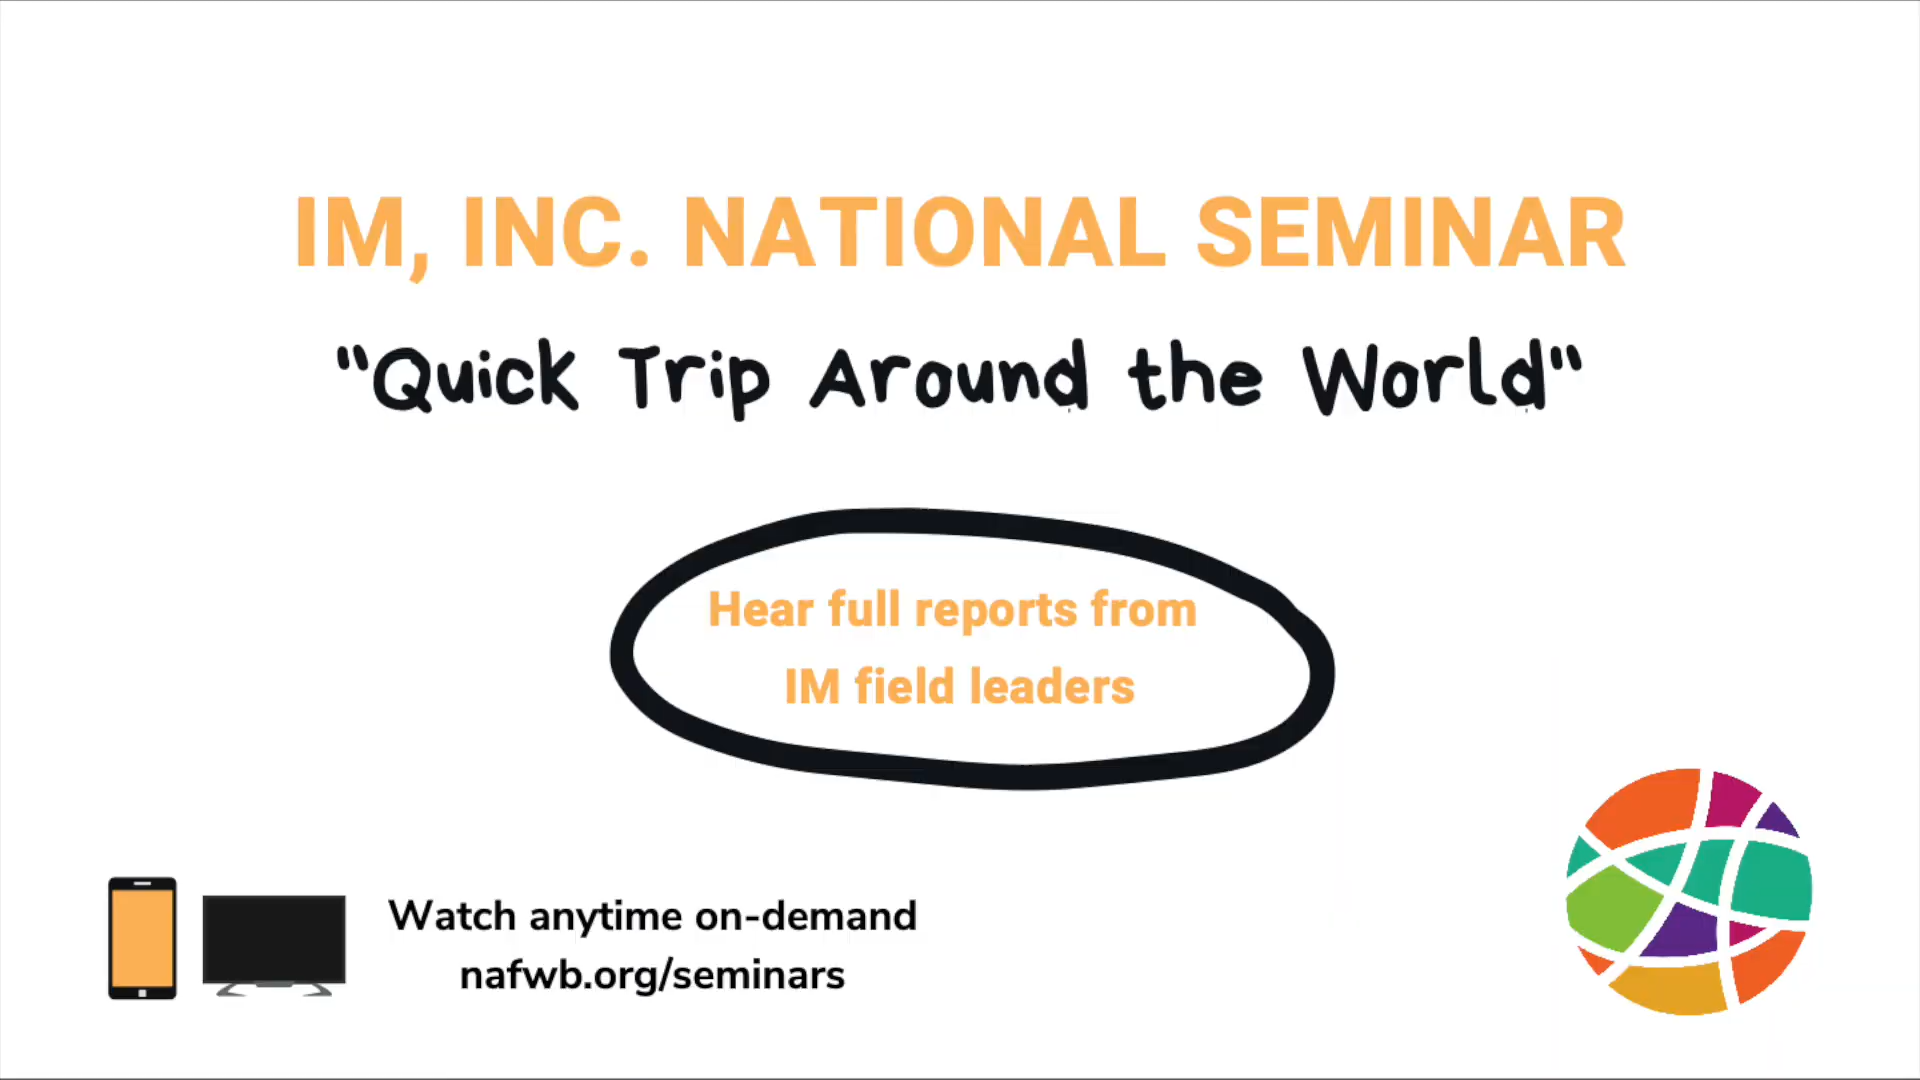 IM, INC. NATIONAL SEMINAR
"Quick Trip Around the World"
Hear full reports from
IM field leaders
Watch anytime on-demand
nafwb.org/seminars